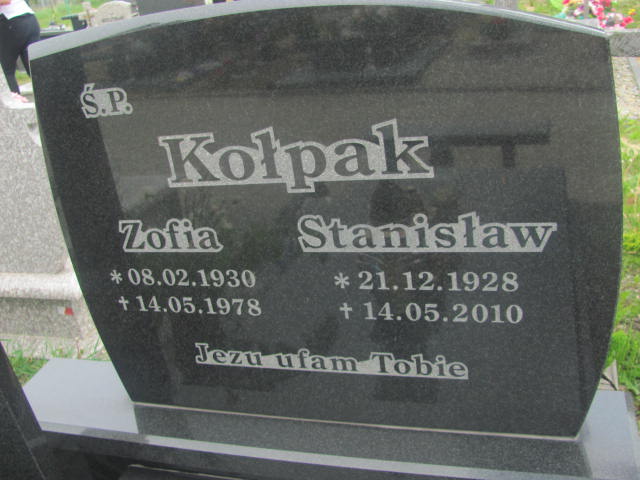 Ś.P.
Kołpak
Zofia Stanisław
*08.02.1930 *21.12.1928
†14.05.1978 †14.05.2010
Jezu ufam Tobie